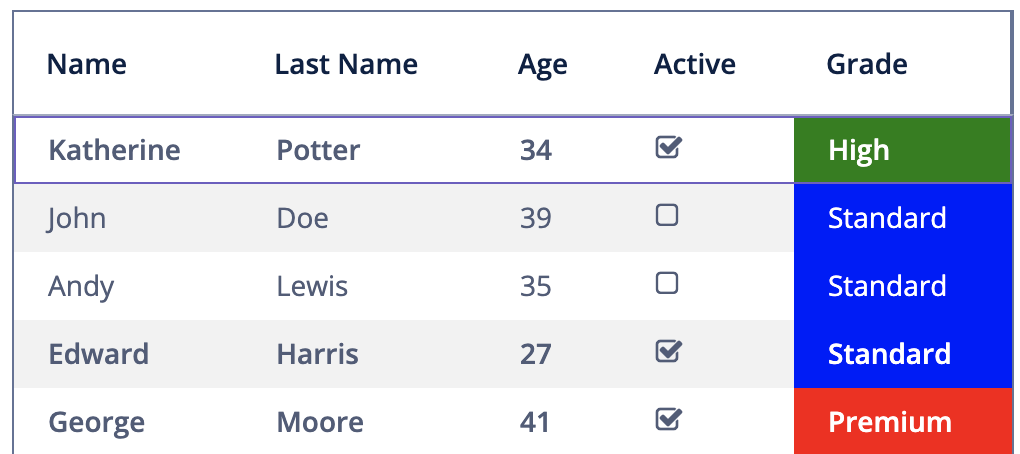 Name Last Name Age Active Grade
Katherine Potter 34 High
John Doe 39 Standard
Andy Lewis 35 Standard
Edward Harris 27 Standard
George Moore 41 Premium